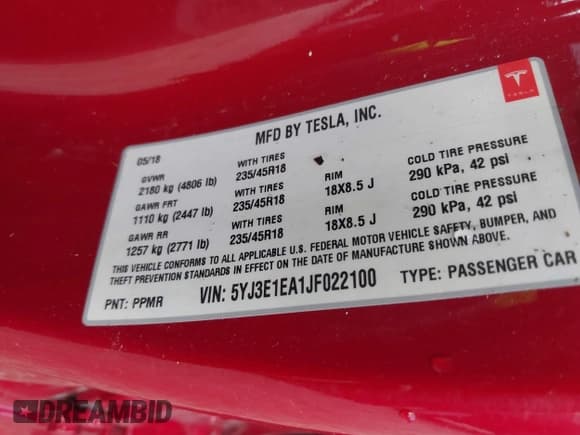 TESLA
MFD BY TESLA, INC.
05/18
GVWR WITH TIRES RIM COLD TIRE PRESSURE
2180 kg (4806 lb) 235/45R18 18X8.5 J 290 kPa, 42 psi
GAWR FRT WITH TIRES RIM COLD TIRE PRESSURE
1110 kg (2447 lb) 235/45R18 18X8.5 J 290 kPa, 42 psi
GAWR RR WITH TIRES
1257 kg (2771 lb) 235/45R18
THIS VEHICLE CONFORMS TO ALL APPLICABLE U.S. FEDERAL MOTOR VEHICLE SAFETY, BUMPER, AND
THEFT PREVENTION STANDARDS IN EFFECT ON THE DATE OF MANUFACTURE SHOWN ABOVE.
PNT: PPMR VIN: 5YJ3E1EA1JF022100 TYPE: PASSENGER CAR
DREAMBID